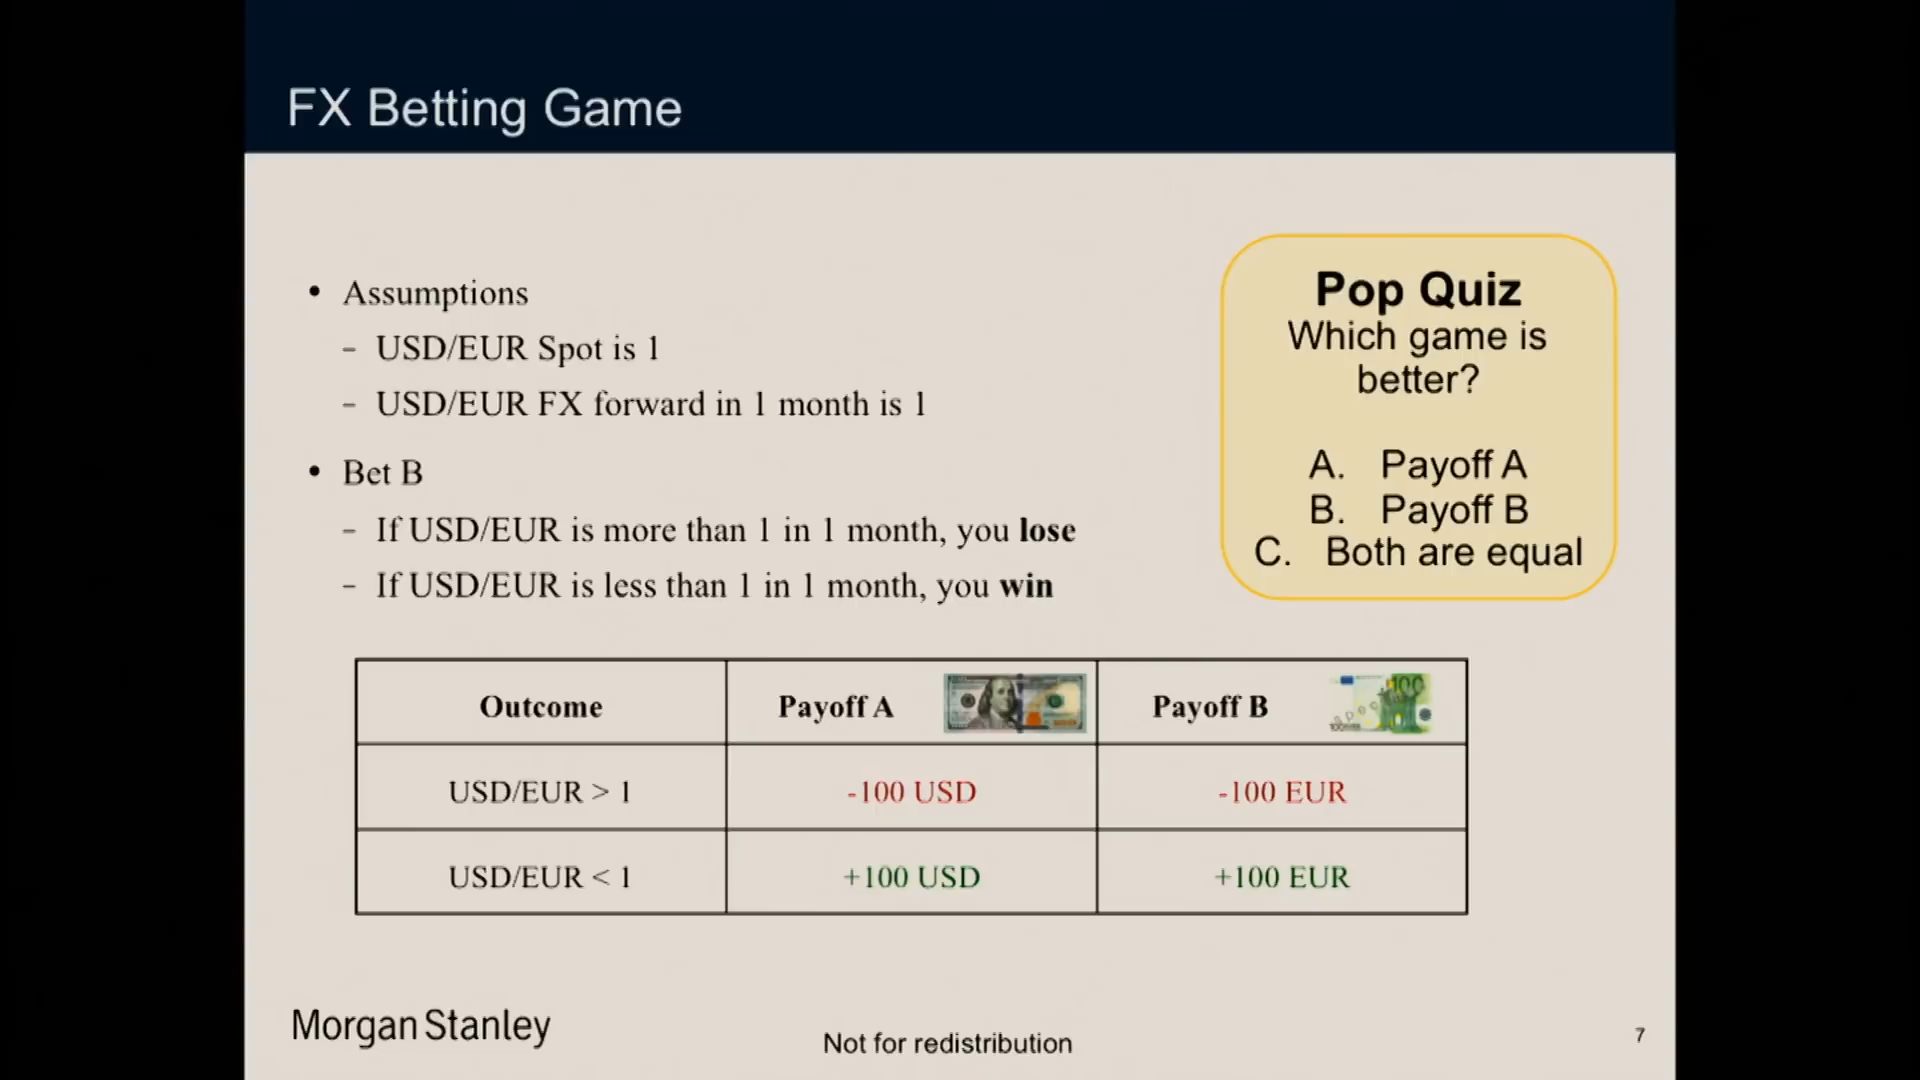 FX Betting Game
• Assumptions
– USD/EUR Spot is 1
– USD/EUR FX forward in 1 month is 1
• Bet B
– If USD/EUR is more than 1 in 1 month, you lose
– If USD/EUR is less than 1 in 1 month, you win
Pop Quiz
Which game is
better?
A. Payoff A
B. Payoff B
C. Both are equal
Outcome Payoff A Payoff B
USD/EUR > 1 -100 USD -100 EUR
USD/EUR < 1 +100 USD +100 EUR
Morgan Stanley
Not for redistribution
7